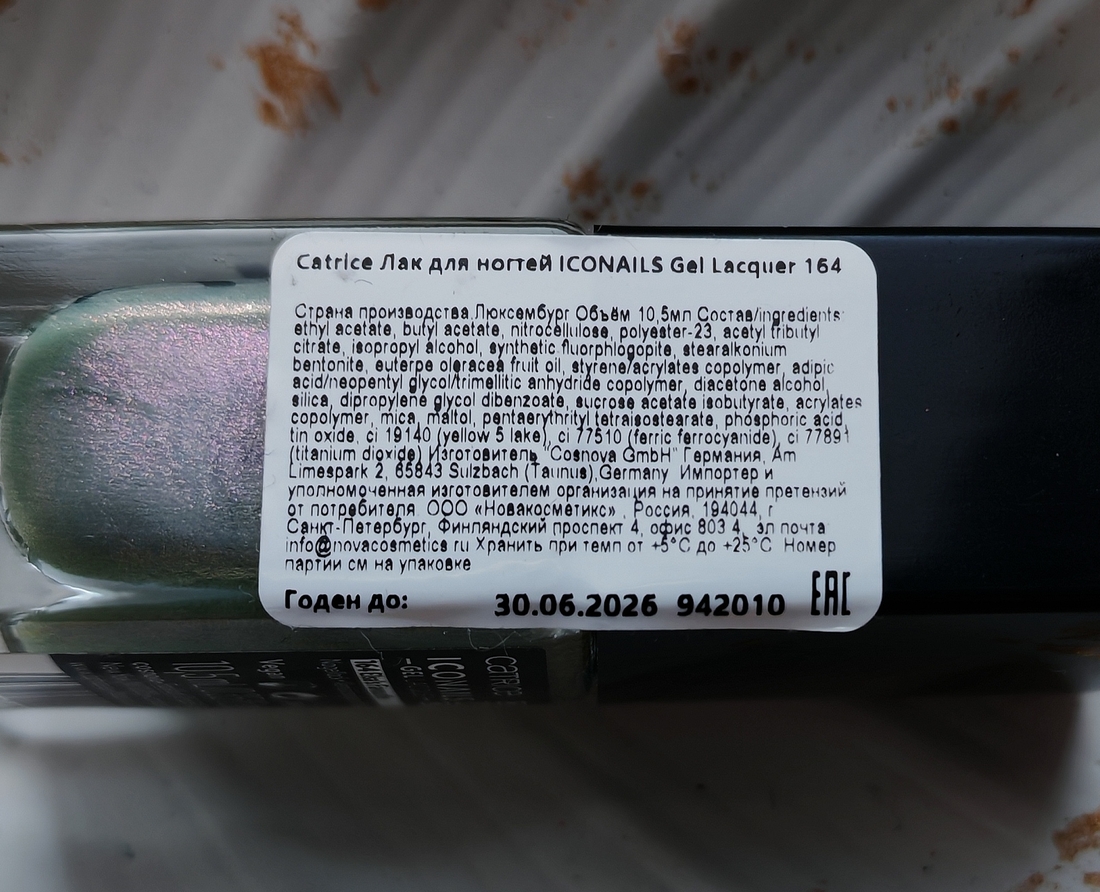 Catrice Лак для ногтей ICONAILS Gel Lacquer 164
Страна производства Люксембург Объём 10,5мл Состав/ingredients:
ethyl acetate, butyl acetate, nitrocellulose, polyester-23, acetyl tributyl
citrate, isopropyl alcohol, synthetic fluorphlogopite, stearalkonium
bentonite, euterpe oleracea fruit oil, styrene/acrylates copolymer, adipic
acid/neopentyl glycol/trimellitic anhydride copolymer, diacetone alcohol,
silica, dipropylene glycol dibenzoate, sucrose acetate isobutyrate, acrylates
copolymer, mica, maltol, pentaerythrityl tetraisostearate, phosphoric acid,
tin oxide, ci 19140 (yellow 5 lake), ci 77510 (ferric ferrocyanide), ci 77891
(titanium dioxide) Изготовитель "Cosnova GmbH" Германия, Am
Limespark 2, 65843 Sulzbach (Taunus),Germany Импортер и
уполномоченная изготовителем организация на принятие претензий
от потребителя ООО «Новакосметикс» , Россия, 194044, г
Санкт-Петербург, Финляндский проспект 4, офис 803 4, эл почта
info@novacosmetics ru Хранить при темп от +5°C до +25°C Номер
партии см на упаковке
Годен до: 30.06.2026 942010 EAC
catrice
ICONAILS
10,5
Vegan